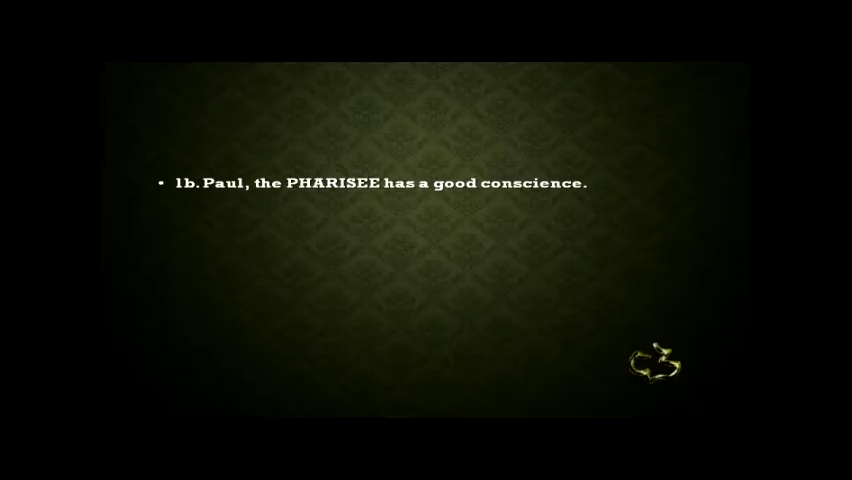 • 1b. Paul, the PHARISEE has a good conscience.